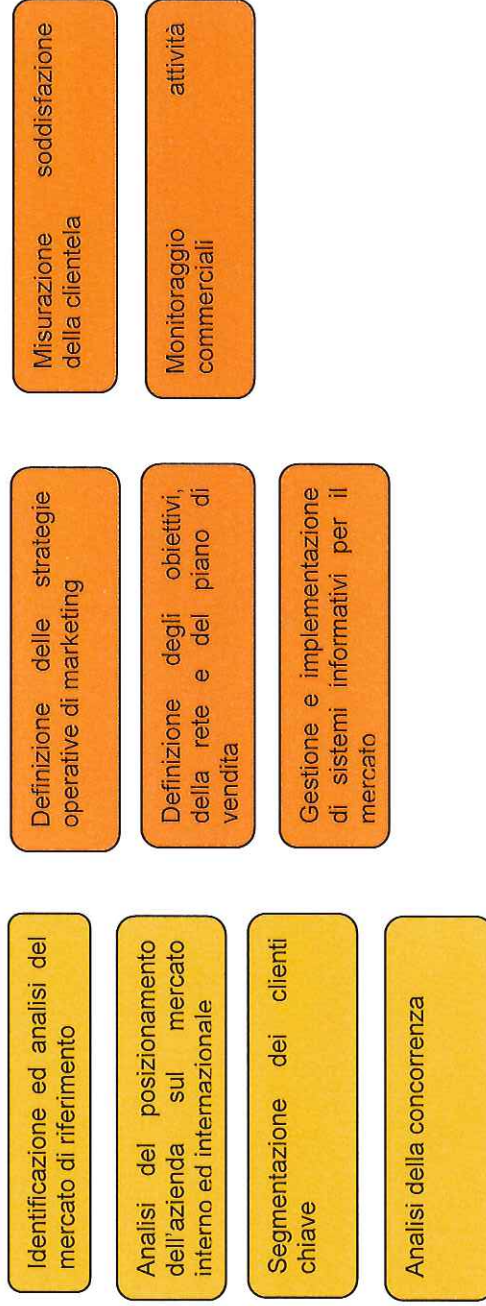 Identificazione ed analisi del
mercato di riferimento
Analisi del posizionamento
dell'azienda sul mercato
interno ed internazionale
Segmentazione dei clienti
chiave
Analisi della concorrenza
Definizione delle strategie
operative di marketing
Definizione degli obiettivi,
della rete e del piano di
vendita
Gestione e implementazione
di sistemi informativi per il
mercato
Misurazione soddisfazione
della clientela
Monitoraggio attività
commerciali